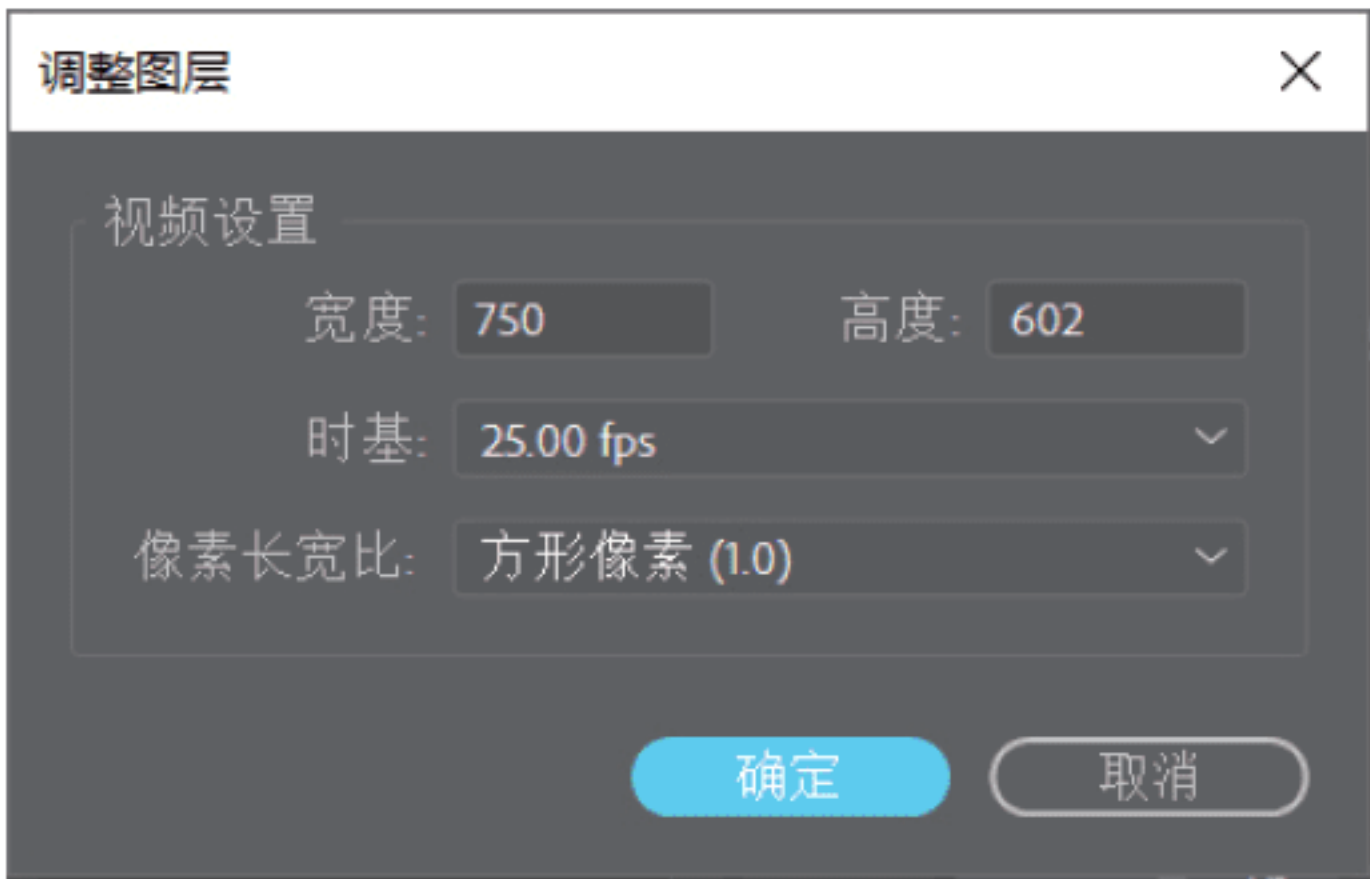 调整图层
视频设置
宽度: 750 高度: 602
时基: 25.00 fps
像素长宽比: 方形像素 (1.0)
确定 取消